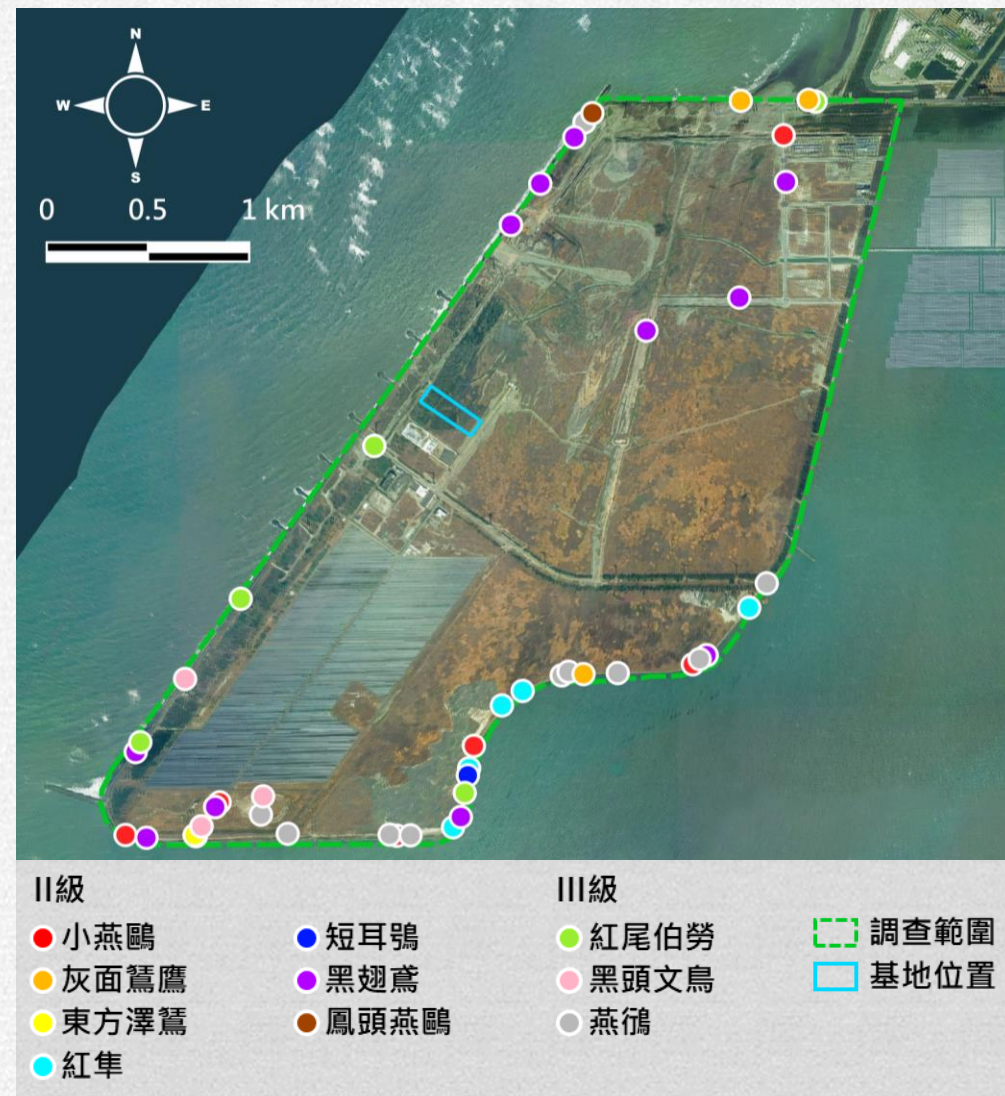 N
W E
S
0 0.5 1 km
II級
小燕鷗
灰面鵟鷹
東方澤鵟
紅隼
短耳鴞
黑翅鳶
鳳頭燕鷗
III級
紅尾伯勞
黑頭文鳥
燕鴴
調查範圍
基地位置